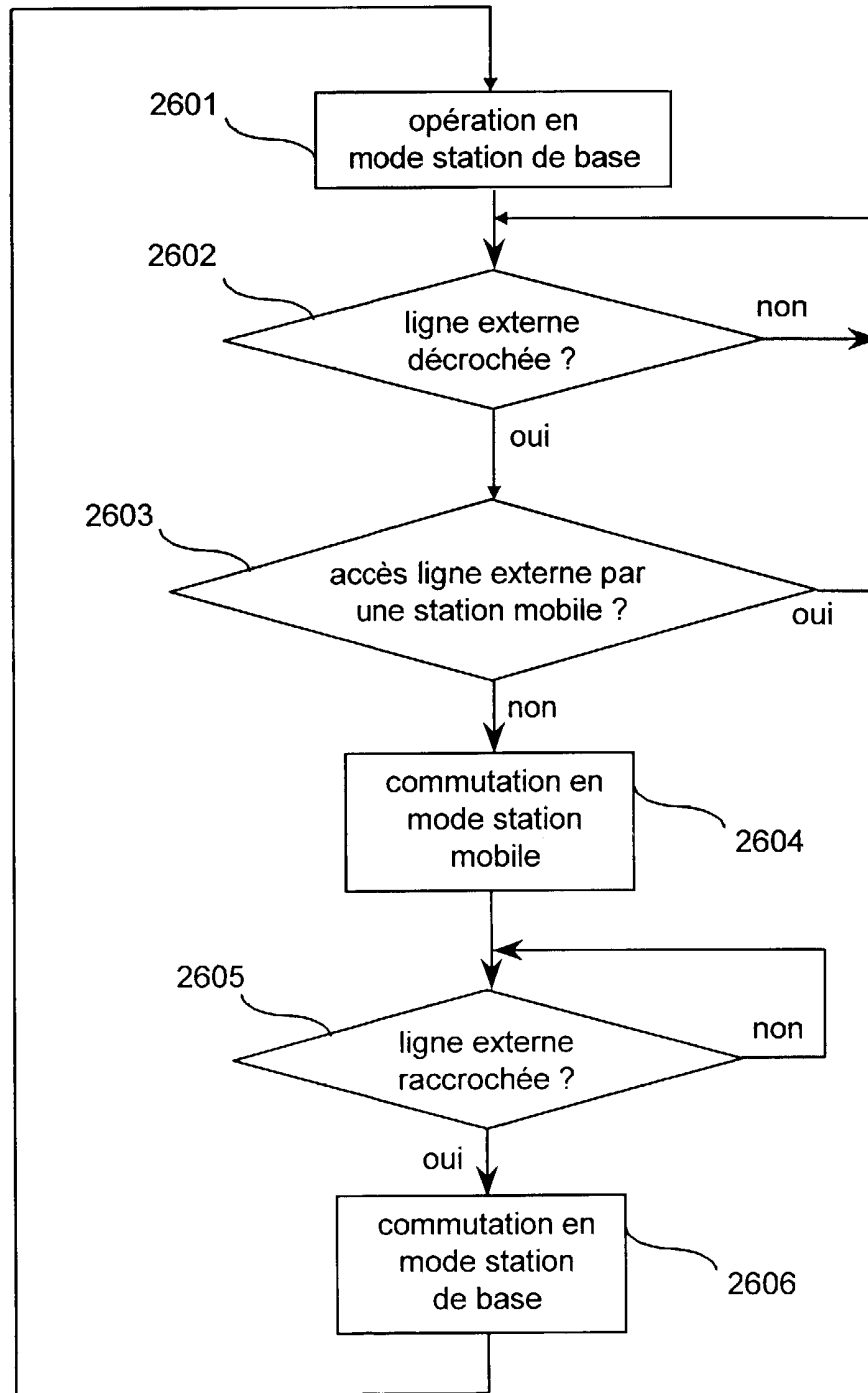 2601
opération en
mode station de base
2602
ligne externe
décrochée ?
non
oui
2603
accès ligne externe par
une station mobile ?
oui
non
commutation en
mode station
mobile
2604
2605
ligne externe
raccrochée ?
non
oui
commutation en
mode station
de base
2606